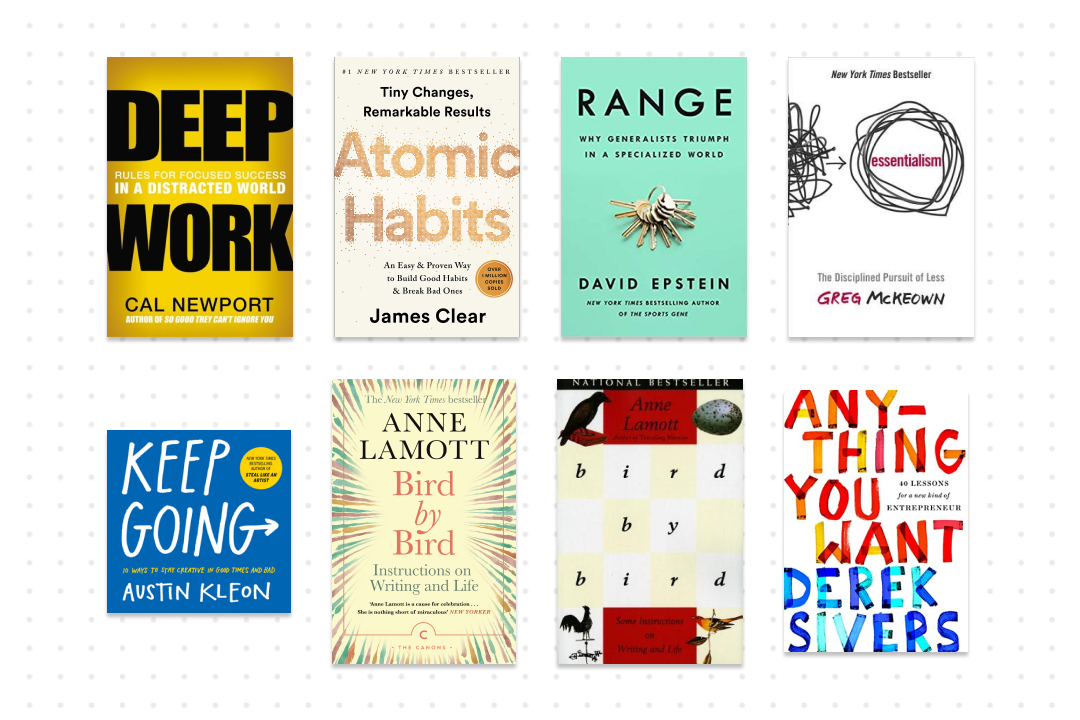 DEEP
RULES FOR FOCUSED SUCCESS
IN A DISTRACTED WORLD
WORK
CAL NEWPORT
AUTHOR OF SO GOOD THEY CAN'T IGNORE YOU
#1 NEW YORK TIMES BESTSELLER
Tiny Changes,
Remarkable Results
Atomic
Habits
An Easy & Proven Way
to Build Good Habits
& Break Bad Ones
OVER
1 MILLION
COPIES
SOLD
James Clear
RANGE
WHY GENERALISTS TRIUMPH
IN A SPECIALIZED WORLD
DAVID EPSTEIN
NEW YORK TIMES BESTSELLING AUTHOR
OF THE SPORTS GENE
New York Times Bestseller
essentialism
The Disciplined Pursuit of Less
GREG McKEOWN
KEEP
GOING
NEW YORK TIMES
BESTSELLING
AUTHOR OF
STEAL LIKE AN
ARTIST
10 WAYS TO STAY CREATIVE IN GOOD TIMES AND BAD
AUSTIN KLEON
The New York Times bestseller
ANNE
LAMOTT
Bird
by
Bird
Instructions on
Writing and Life
'Anne Lamott is a cause for celebration . . .
She is nothing short of miraculous' NEW YORKER
C
THE CANONS
NATIONAL BESTSELLER
Anne
Lamott
bird
by
bird
Some Instructions
on
Writing and Life
ANY-
THING
YOU
40 LESSONS
for a new kind of
ENTREPRENEUR
WANT
DEREK
SIVERS